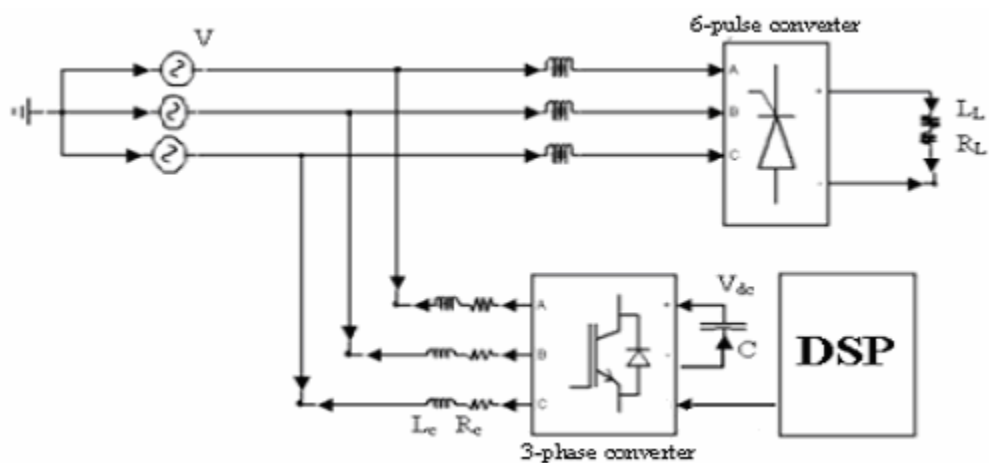 6-pulse converter
V
A
B
C
+
-
L_L
R_L
A
B
C
+
-
V_dc
C
DSP
L_c R_c
3-phase converter